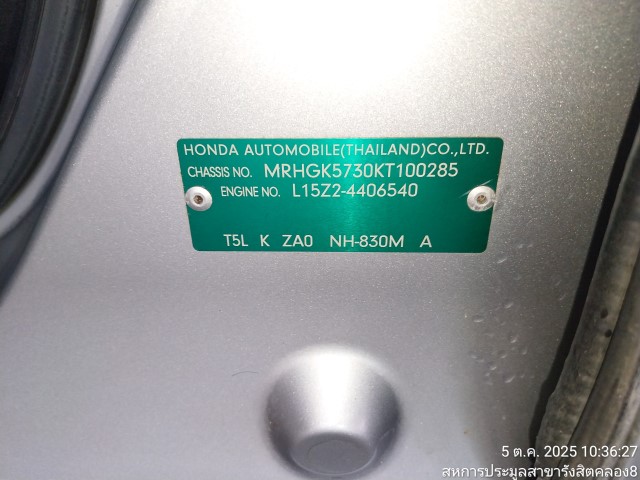 HONDA AUTOMOBILE(THAILAND)CO.,LTD.
CHASSIS NO. MRHGK5730KT100285
ENGINE NO. L15Z2-4406540
T5L K ZA0 NH-830M A
5 ต.ค. 2025 10:36:27
สหการประมูลสาขารังสิตคลอง8